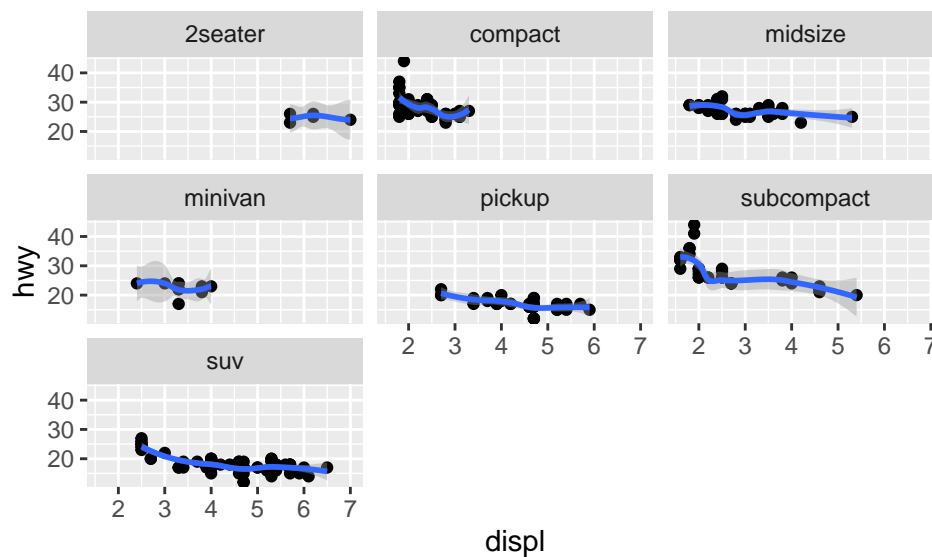 2seater compact midsize
40
30
20
minivan pickup subcompact
40
30
20
hwy
2 3 4 5 6 7 2 3 4 5 6 7
suv
40
30
20
2 3 4 5 6 7
displ